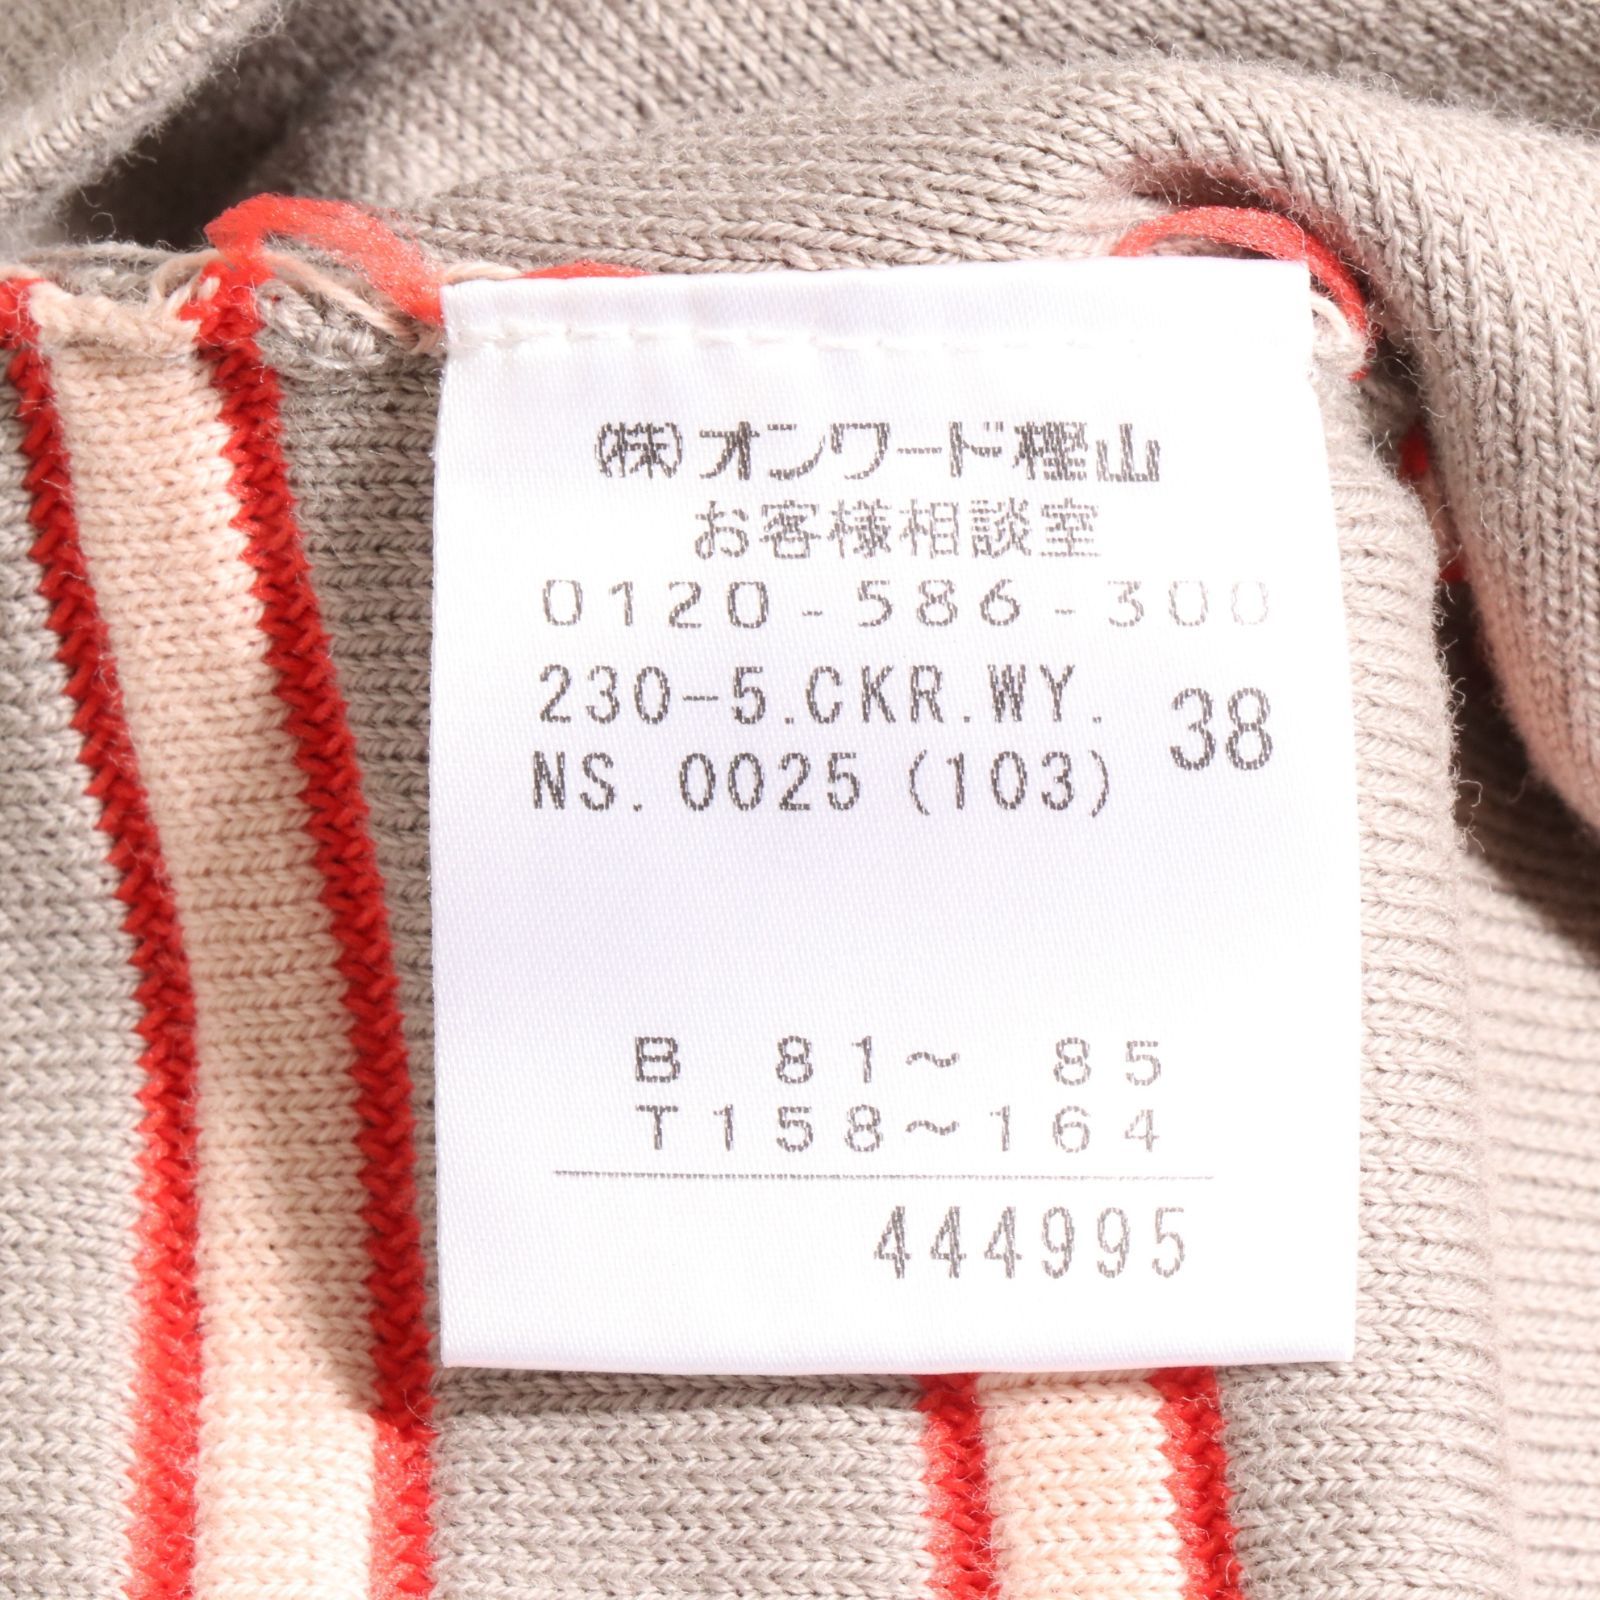 ㈱オンワード樫山
お客様相談室
0120-586-300
230-5.CKR.WY. 38
NS. 0025 (103)
B 81～ 85
T158～164
444995